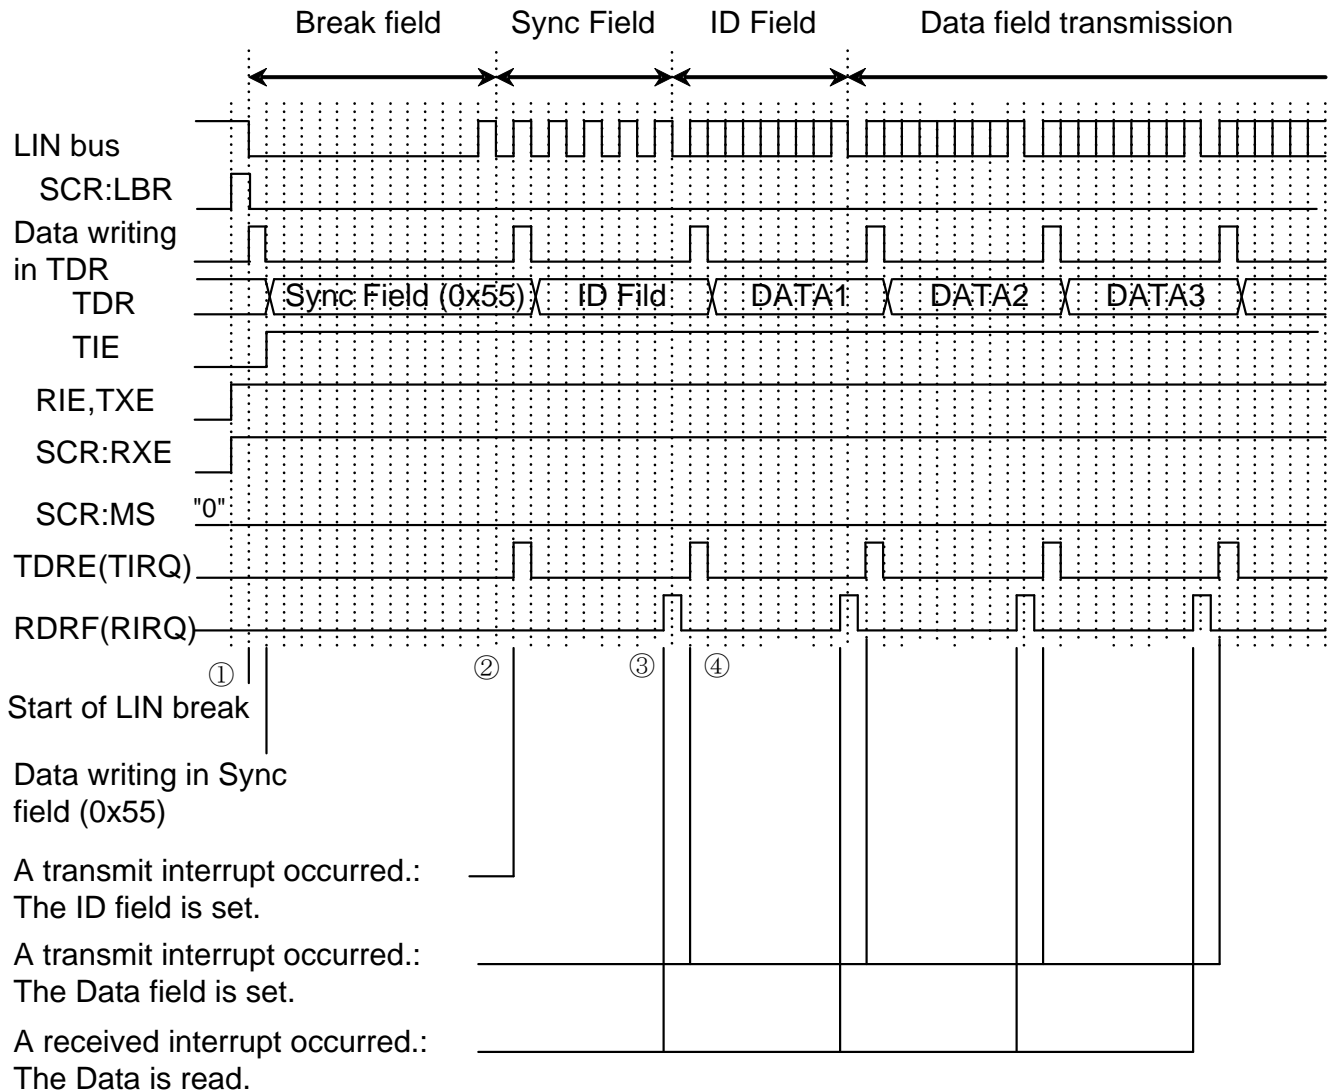 Break field Sync Field ID Field Data field transmission
LIN bus
SCR:LBR
Data writing
in TDR
TDR Sync Field (0x55) ID Fild DATA1 DATA2 DATA3
TIE
RIE,TXE
SCR:RXE
SCR:MS "0"
TDRE(TIRQ)
RDRF(RIRQ)
① ② ③ ④
Start of LIN break
Data writing in Sync
field (0x55)
A transmit interrupt occurred.:
The ID field is set.
A transmit interrupt occurred.:
The Data field is set.
A received interrupt occurred.:
The Data is read.